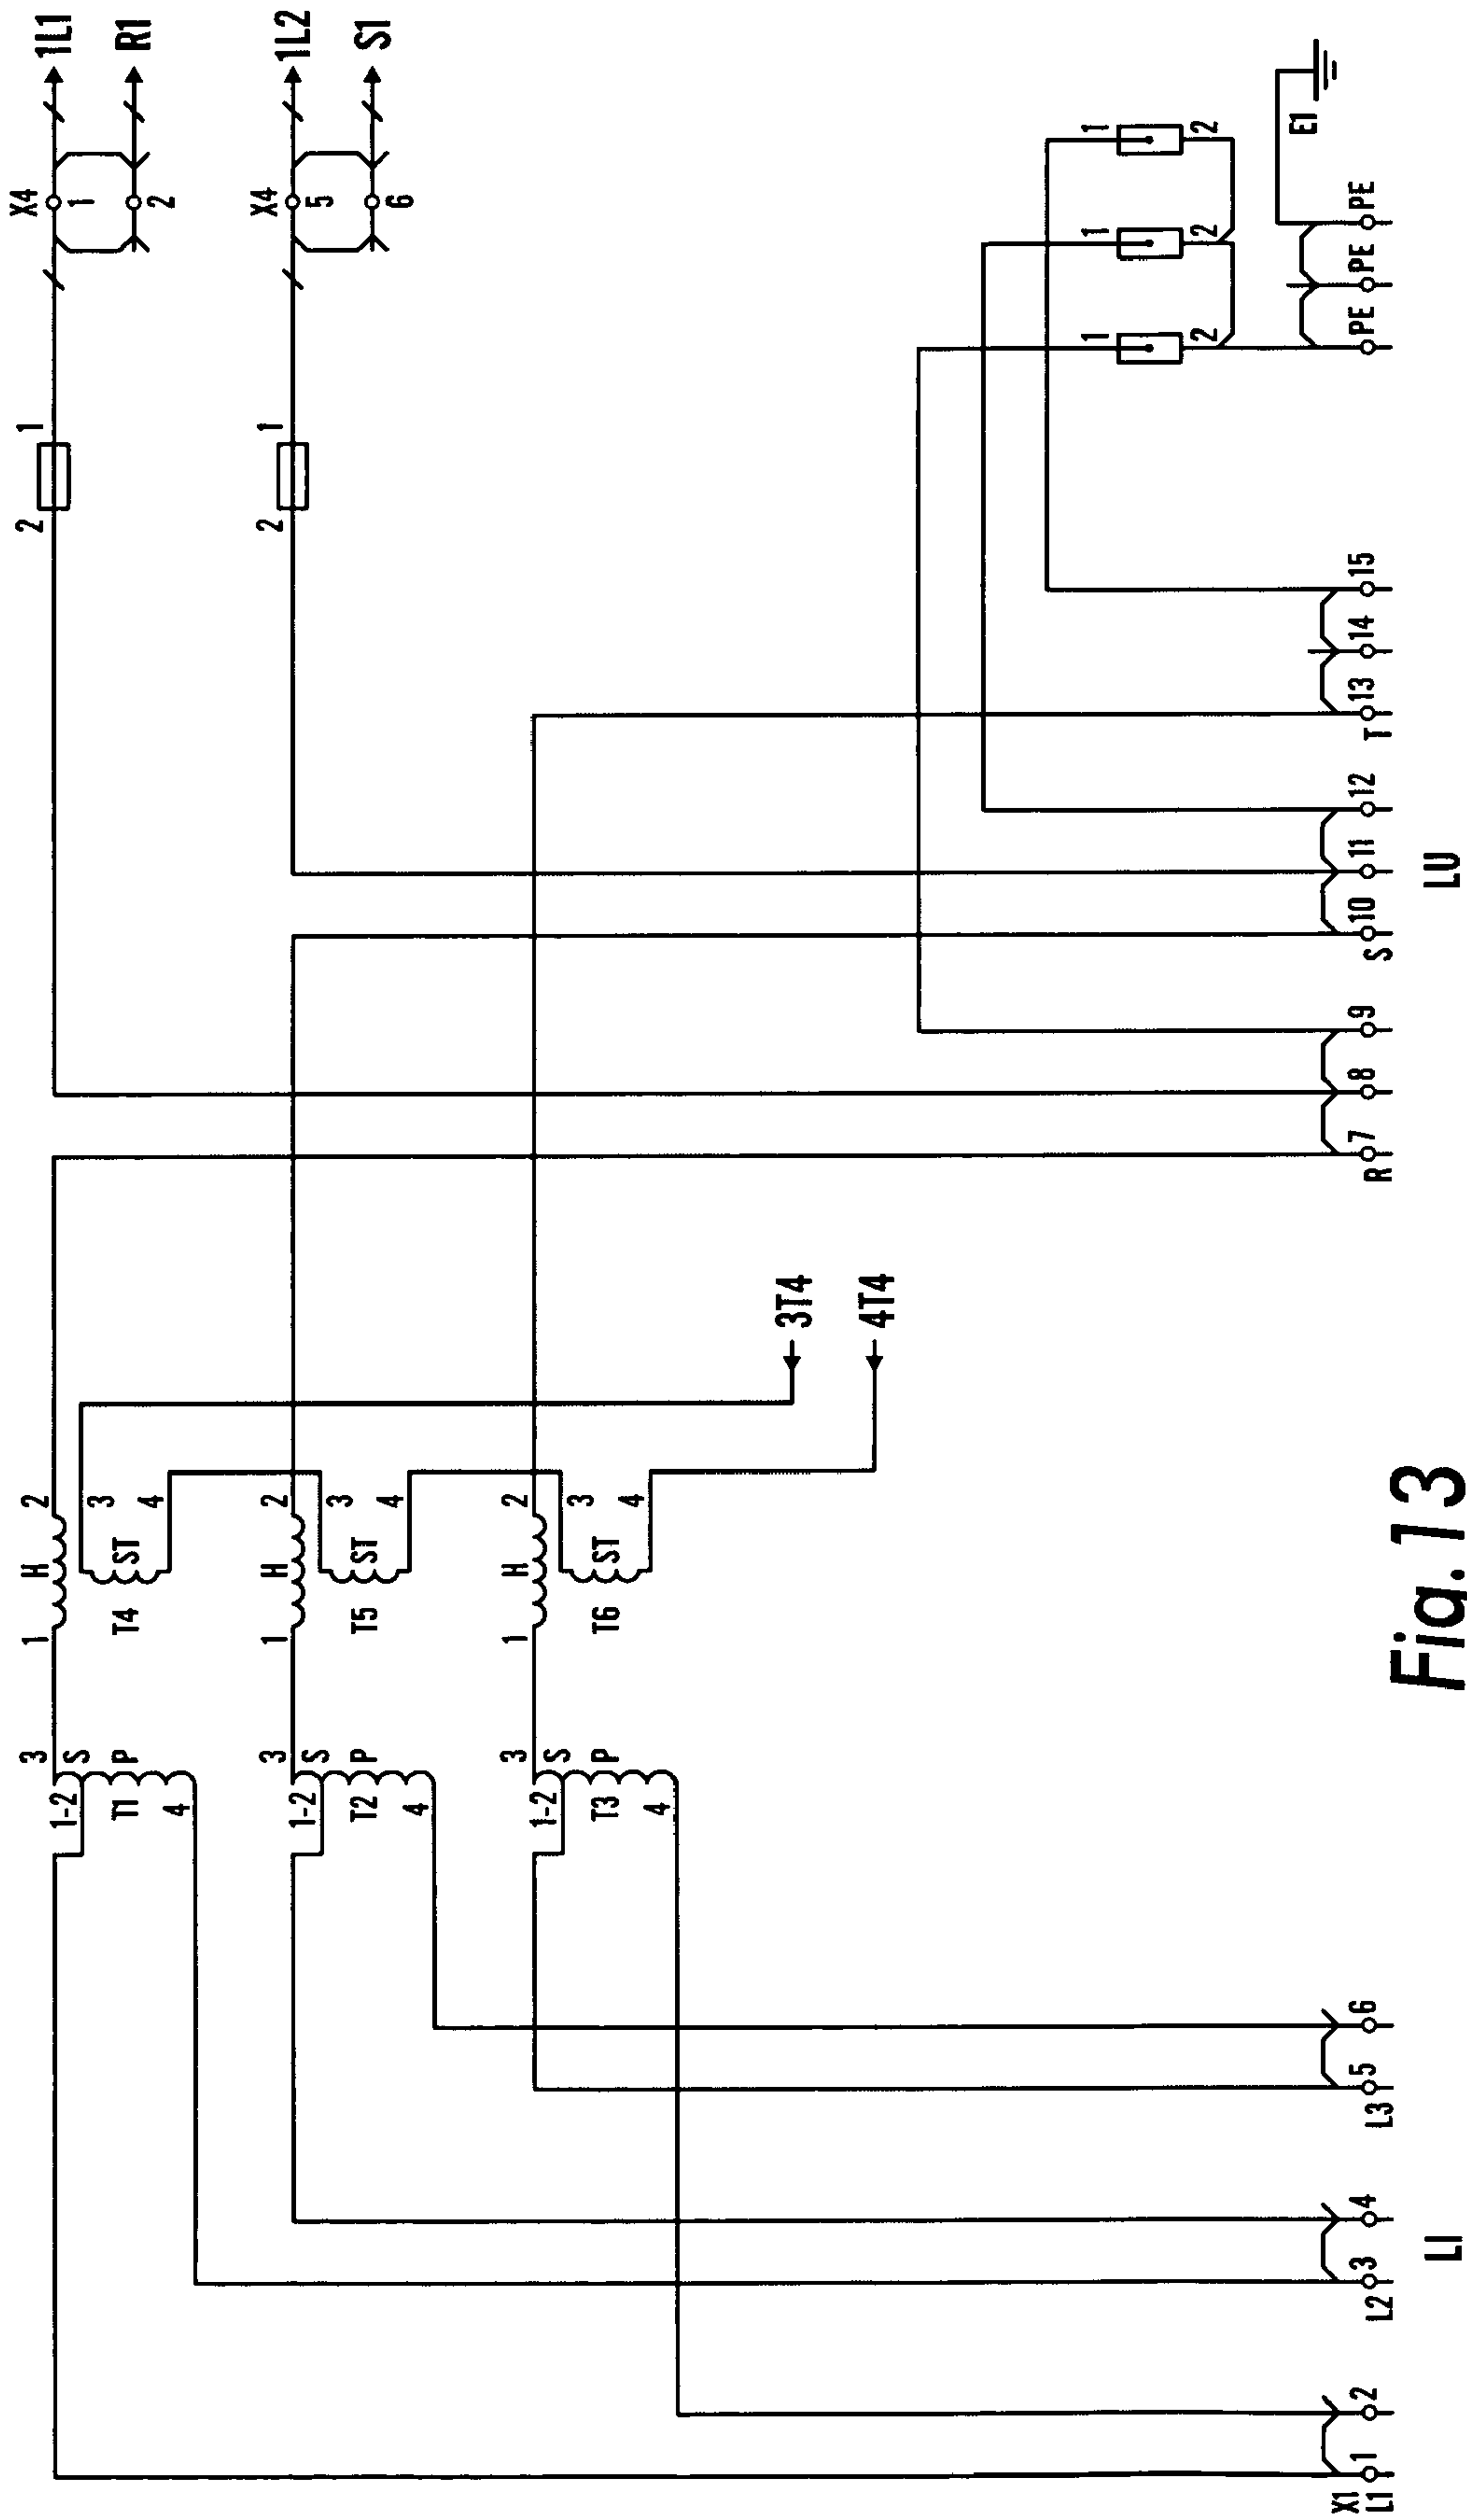 3 1 H 2 2 1 X4 1L1
1-2 S 3 1
T1 P T4 ST R1
4 4 2
3 1 H 2 2 1 X4 1L2
1-2 S 3 5
T2 P T5 ST S1
4 4 6
3 1 H 2
1-2 S 3
T3 P T6 ST
4 4
3T4
4T4
1 1 1
2 2 2
E1
X1 1 2 3 4 5 6 7 8 9 10 11 12 13 14 15 PE PE PE
L1 L2 L3 R S T
LI LU
Fig.13